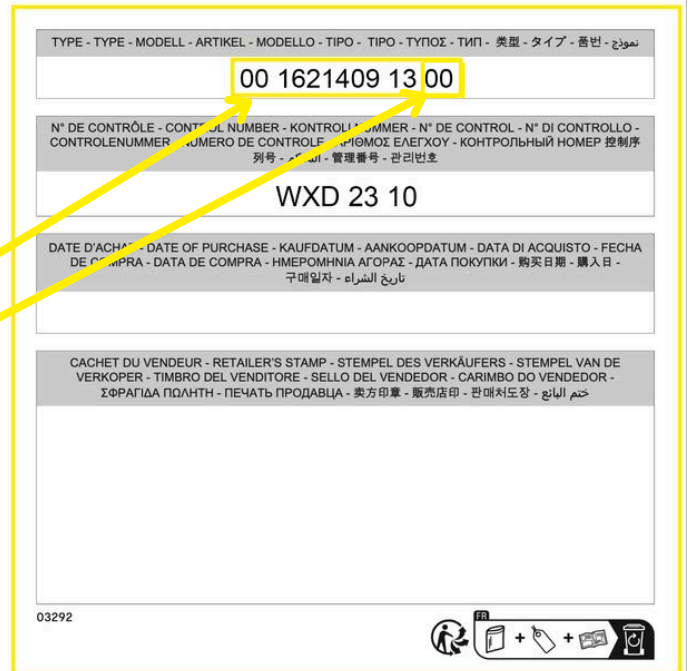 TYPE - TYPE - MODELL - ARTIKEL - MODELLO - TIPO - TIPO - ΤΥΠΟΣ - ТИП - 类型 - タイプ - 품번 - نموذج
00 1621409 13 00
N° DE CONTRÔLE - CONTROL NUMBER - KONTROLLNUMMER - N° DE CONTROL - N° DI CONTROLLO -
CONTROLENUMMER - NUMERO DE CONTROLE - ΑΡΙΘΜΟΣ ΕΛΕΓΧΟΥ - КОНТРОЛЬНЫЙ НОМЕР 控制序
列号 - 管理番号 - 관리번호
WXD 23 10
DATE D'ACHAT - DATE OF PURCHASE - KAUFDATUM - AANKOOPDATUM - DATA DI ACQUISTO - FECHA
DE COMPRA - DATA DE COMPRA - ΗΜΕΡΟΜΗΝΙΑ ΑΓΟΡΑΣ - ДАТА ПОКУПКИ - 购买日期 - 購入日 -
구매일자 - تاريخ الشراء
CACHET DU VENDEUR - RETAILER'S STAMP - STEMPEL DES VERKÄUFERS - STEMPEL VAN DE
VERKOPER - TIMBRO DEL VENDITORE - SELLO DEL VENDEDOR - CARIMBO DO VENDEDOR -
ΣΦΡΑΓΙΔΑ ΠΩΛΗΤΗ - ПЕЧАТЬ ПРОДАВЦА - 卖方印章 - 販売店印 - 판매처도장 - ختم البائع
03292
FR